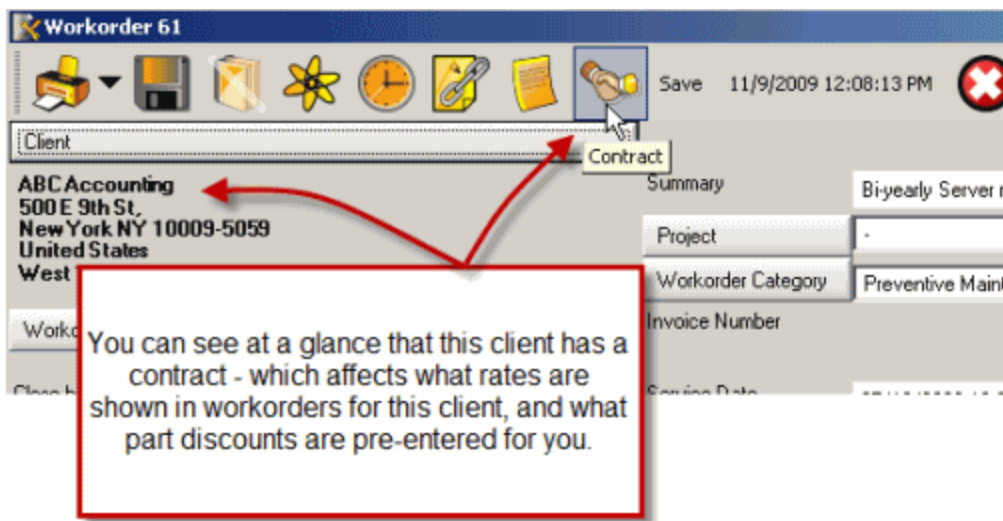 Workorder 61
Save 11/9/2009 12:08:13 PM
Client
Contract
ABC Accounting
500 E 9th St,
New York NY 10009-5059
United States
West
Summary
Bi-yearly Server
Project
-
Workorder Category
Preventive Maint
Invoice Number
You can see at a glance that this client has a
contract - which affects what rates are
shown in workorders for this client, and what
part discounts are pre-entered for you.